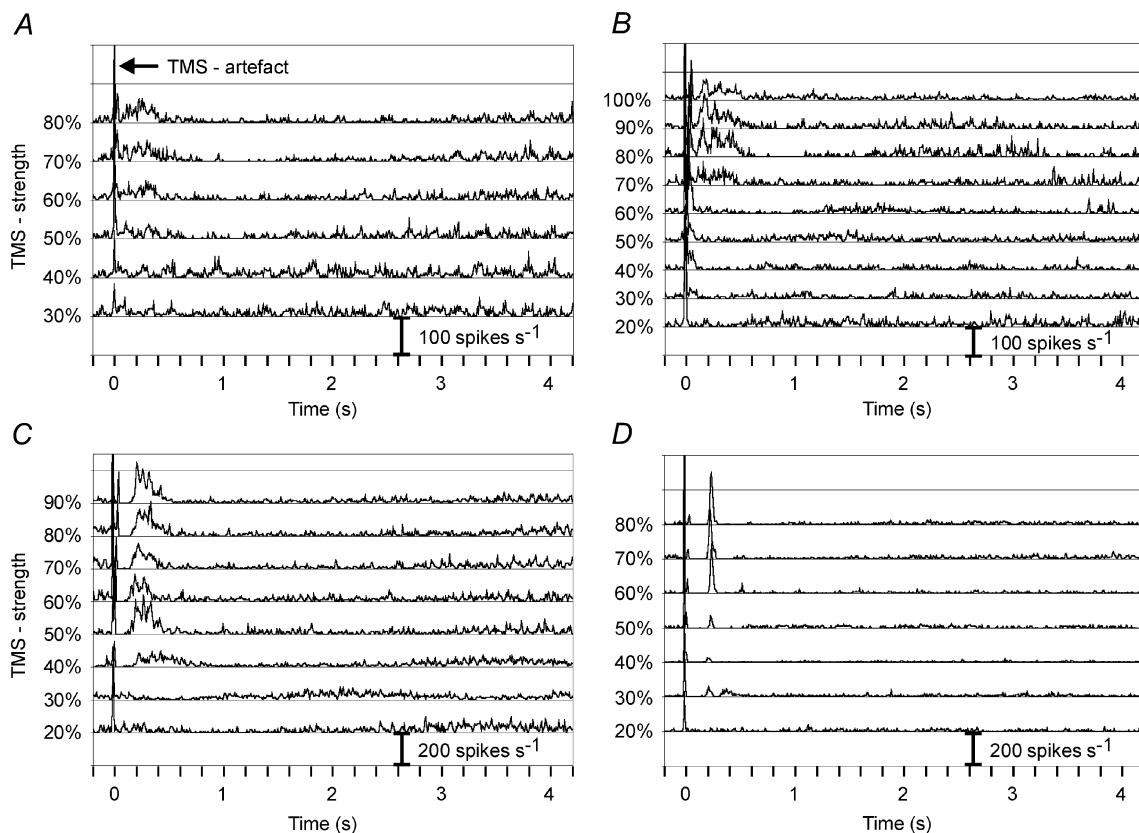 A
TMS - artefact
80%
70%
60%
50%
40%
30%
TMS - strength
100 spikes s⁻¹
0 1 2 3 4
Time (s)
B
100%
90%
80%
70%
60%
50%
40%
30%
20%
100 spikes s⁻¹
0 1 2 3 4
Time (s)
C
90%
80%
70%
60%
50%
40%
30%
20%
TMS - strength
200 spikes s⁻¹
0 1 2 3 4
Time (s)
D
80%
70%
60%
50%
40%
30%
20%
200 spikes s⁻¹
0 1 2 3 4
Time (s)